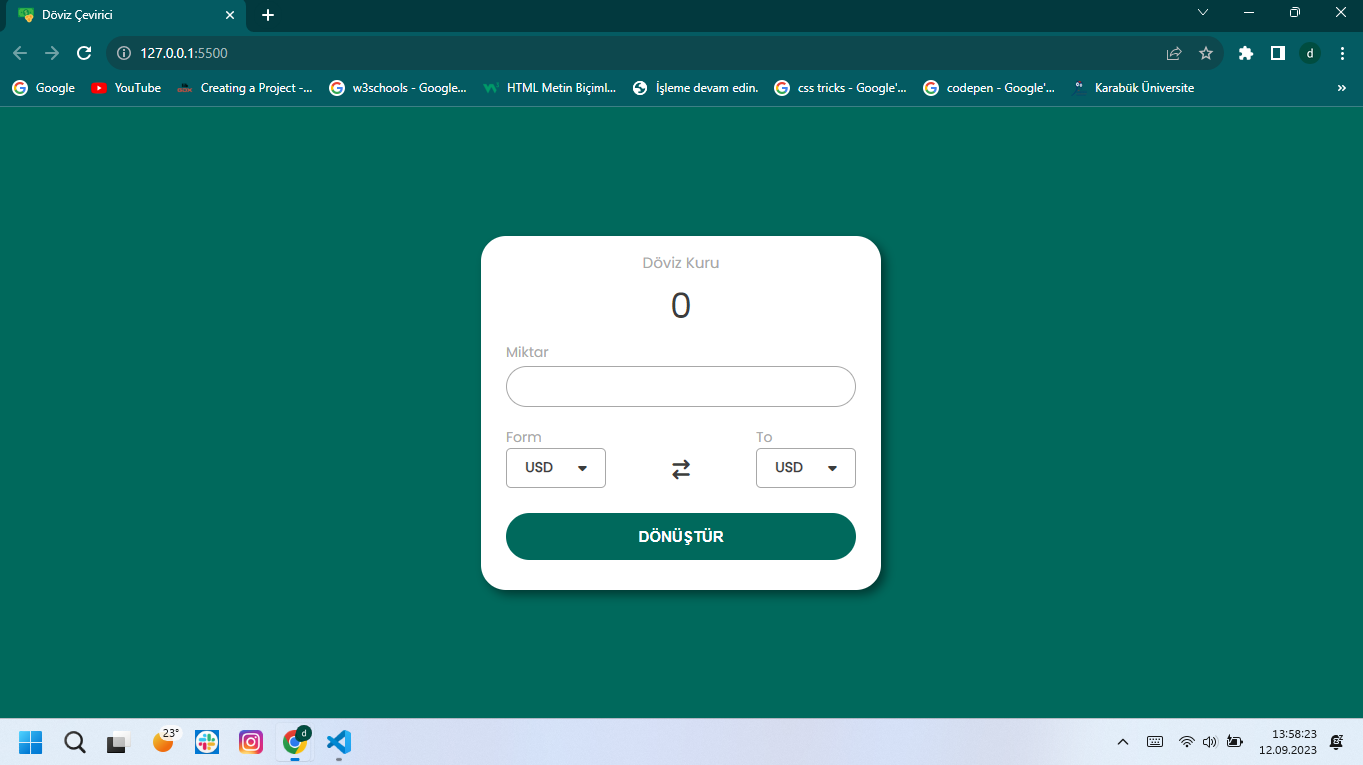 Döviz Çevirici
127.0.0.1:5500
d
Google
YouTube
Creating a Project -...
w3schools - Google...
HTML Metin Biçiml...
İşleme devam edin.
css tricks - Google'...
codepen - Google'...
Karabük Üniversite
Döviz Kuru
0
Miktar
Form
To
USD
USD
DÖNÜŞTÜR
23°
d
13:58:23
12.09.2023